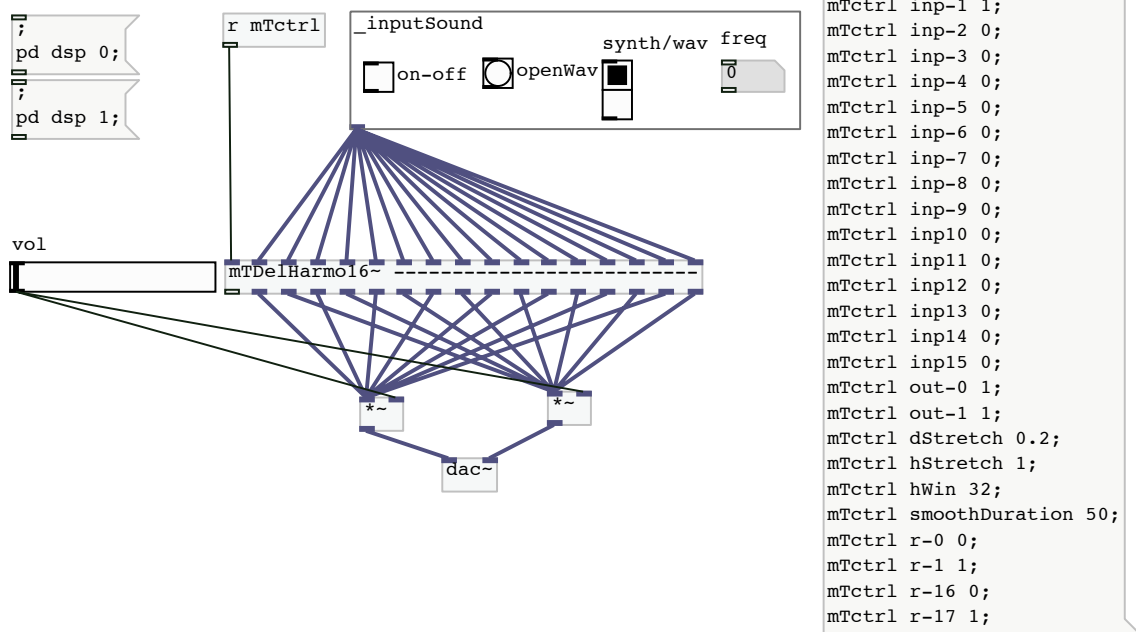 ;
pd dsp 0;
;
pd dsp 1;
r mTctrl
_inputSound
on-off
openWav
synth/wav
freq
0
vol
mTDelHarmo16~ --------------------------
*~
*~
dac~
mTctrl inp-1 1;
mTctrl inp-2 0;
mTctrl inp-3 0;
mTctrl inp-4 0;
mTctrl inp-5 0;
mTctrl inp-6 0;
mTctrl inp-7 0;
mTctrl inp-8 0;
mTctrl inp-9 0;
mTctrl inp10 0;
mTctrl inp11 0;
mTctrl inp12 0;
mTctrl inp13 0;
mTctrl inp14 0;
mTctrl inp15 0;
mTctrl out-0 1;
mTctrl out-1 1;
mTctrl dStretch 0.2;
mTctrl hStretch 1;
mTctrl hWin 32;
mTctrl smoothDuration 50;
mTctrl r-0 0;
mTctrl r-1 1;
mTctrl r-16 0;
mTctrl r-17 1;